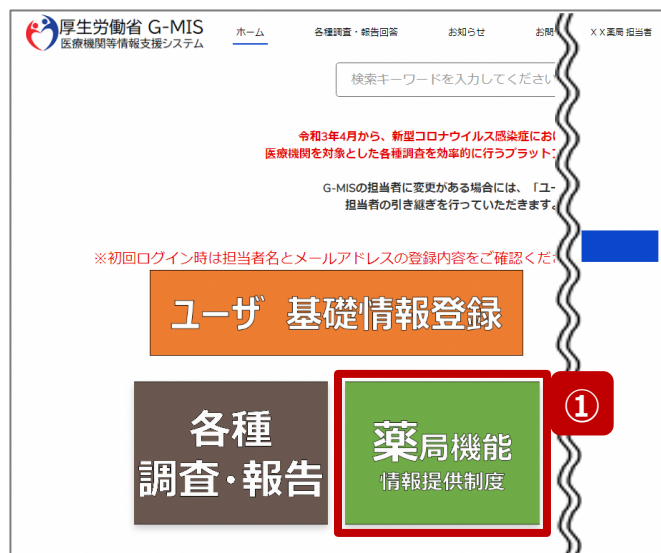 厚生労働省 G-MIS
医療機関等情報支援システム
ホーム
各種調査・報告回答
お知らせ
お問
XX薬局 担当者
検索キーワードを入力してください
令和3年4月から、新型コロナウイルス感染症におい
医療機関を対象とした各種調査を効率的に行うプラット
G-MISの担当者に変更がある場合には、「ユー
担当者の引き継ぎを行っていただきます。
※初回ログイン時は担当者名とメールアドレスの登録内容をご確認くだ
ユーザ 基礎情報登録
各種
調査・報告
薬局機能
情報提供制度
①